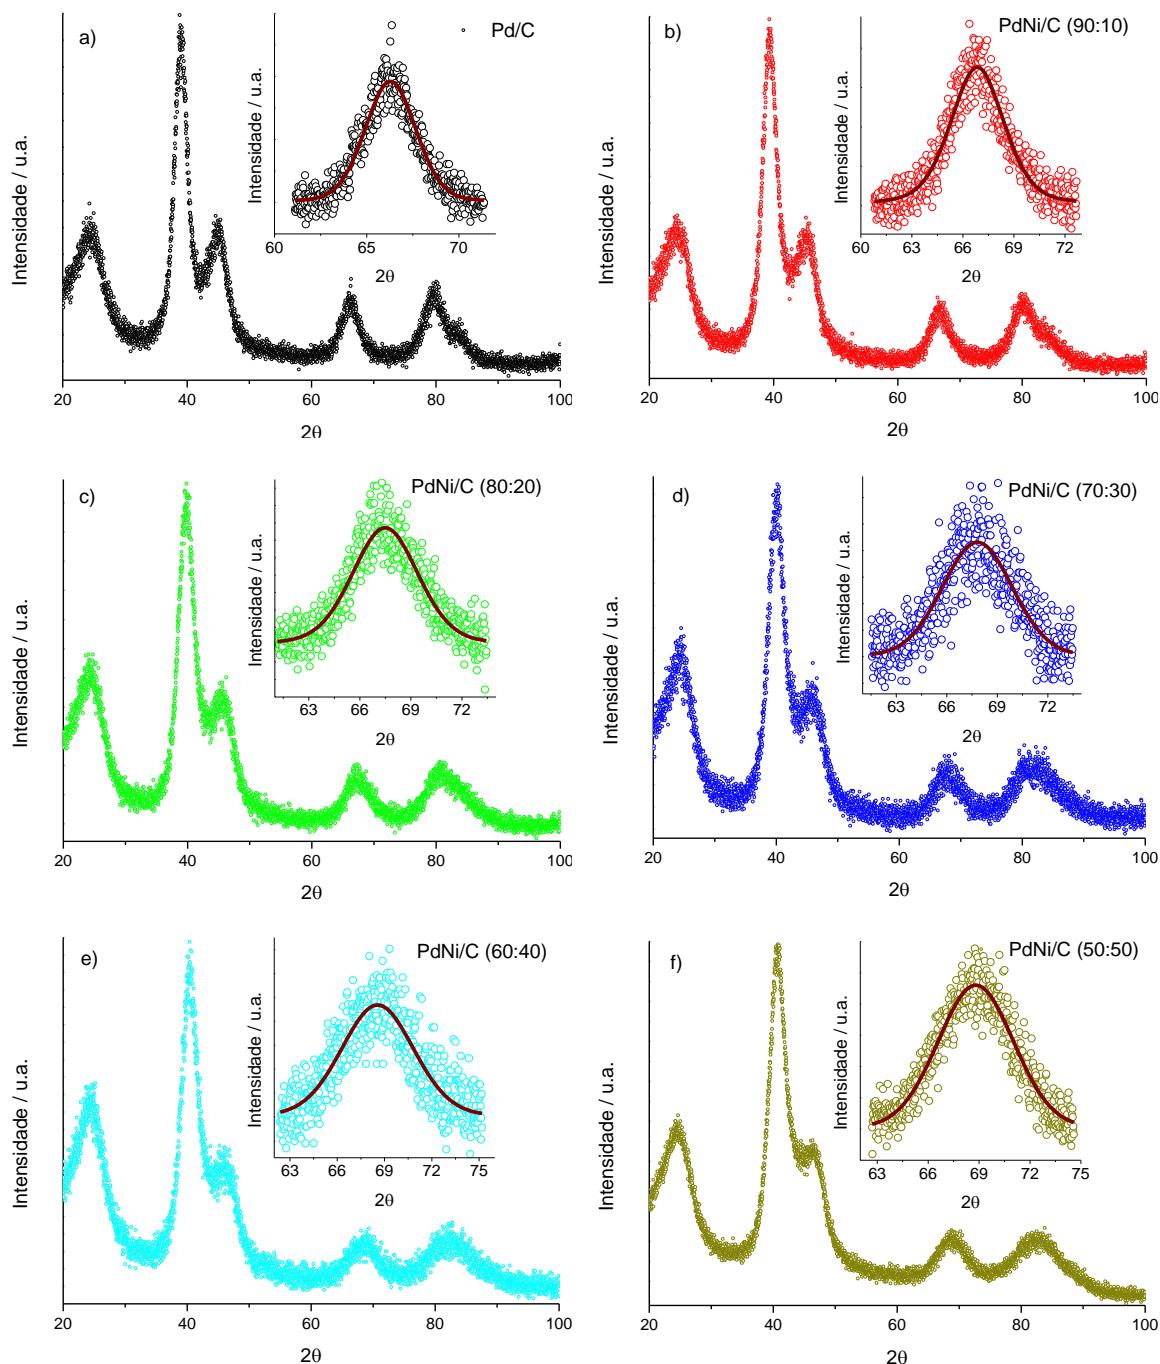 a)
Pd/C
Intensidade / u.a.
Intensidade / u.a.
60 65 70
2θ
20 40 60 80 100
2θ
b)
PdNi/C (90:10)
Intensidade / u.a.
Intensidade / u.a.
60 63 66 69 72
2θ
20 40 60 80 100
2θ
c)
PdNi/C (80:20)
Intensidade / u.a.
Intensidade / u.a.
63 66 69 72
2θ
20 40 60 80 100
2θ
d)
PdNi/C (70:30)
Intensidade / u.a.
Intensidade / u.a.
63 66 69 72
2θ
20 40 60 80 100
2θ
e)
PdNi/C (60:40)
Intensidade / u.a.
Intensidade / u.a.
63 66 69 72 75
2θ
20 40 60 80 100
2θ
f)
PdNi/C (50:50)
Intensidade / u.a.
Intensidade / u.a.
63 66 69 72 75
2θ
20 40 60 80 100
2θ